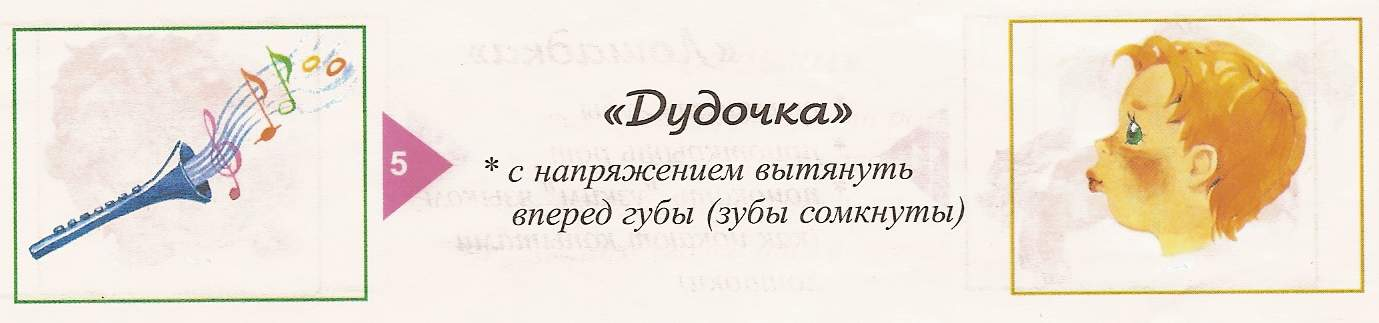 «Дудочка»
5
* с напряжением вытянуть
вперед губы (зубы сомкнуты)